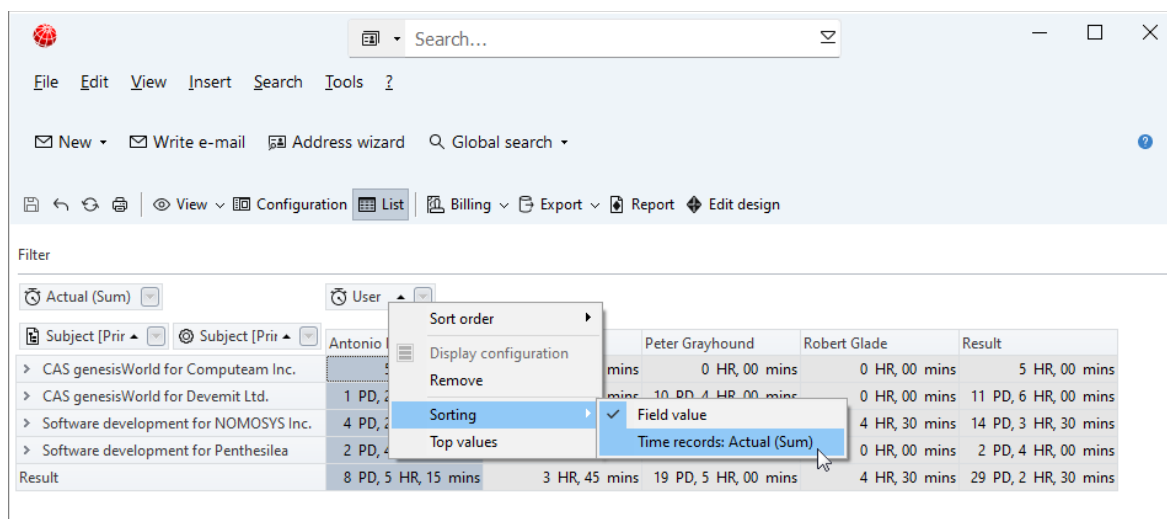 Search...
File Edit View Insert Search Tools ?
New Write e-mail Address wizard Global search ?
View Configuration List Billing Export Report Edit design
Filter
Actual (Sum) User
Subject [Prir Subject [Prir Antonio Peter Grayhound Robert Glade Result
Sort order
Display configuration
Remove
Sorting
Top values
Field value
Time records: Actual (Sum)
CAS genesisWorld for Computeam Inc. 5 mins 0 HR, 00 mins 0 HR, 00 mins 5 HR, 00 mins
CAS genesisWorld for Devemit Ltd. 1 PD, 2 mins 10 PD, 4 HR, 00 mins 0 HR, 00 mins 11 PD, 6 HR, 00 mins
Software development for NOMOSYS Inc. 4 PD, 2 4 HR, 30 mins 14 PD, 3 HR, 30 mins
Software development for Penthesilea 2 PD, 4 0 HR, 00 mins 2 PD, 4 HR, 00 mins
Result 8 PD, 5 HR, 15 mins 3 HR, 45 mins 19 PD, 5 HR, 00 mins 4 HR, 30 mins 29 PD, 2 HR, 30 mins